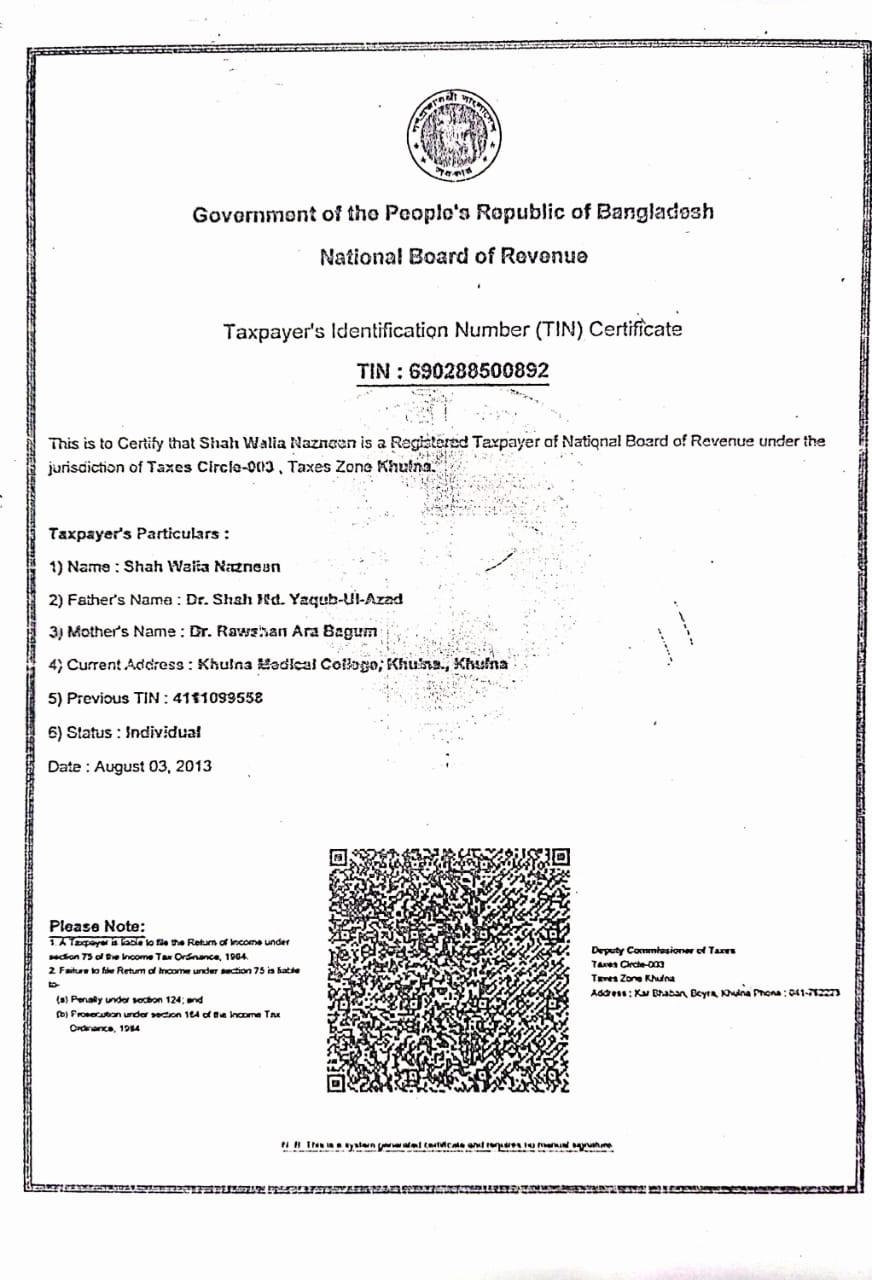 গণপ্রজাতন্ত্রী বাংলাদেশ
সরকার
Government of the People's Republic of Bangladesh
National Board of Revenue
Taxpayer's Identification Number (TIN) Certificate
TIN : 690288500892
This is to Certify that Shah Walia Nazneen is a Registered Taxpayer of National Board of Revenue under the
jurisdiction of Taxes Circle-003 , Taxes Zone Khulna.
Taxpayer's Particulars :
1) Name : Shah Walia Nazneen
2) Father's Name : Dr. Shah Md. Yaqub-Ul-Azad
3) Mother's Name : Dr. Rawshan Ara Bagum
4) Current Address : Khulna Medical College, Khulna., Khulna
5) Previous TIN : 4111099558
6) Status : Individual
Date : August 03, 2013
Please Note:
1. A Taxpayer is liable to file the Return of Income under
section 75 of the Income Tax Ordinance, 1984.
2. Failure to file Return of Income under section 75 is liable
to-
(a) Penalty under section 124; and
(b) Prosecution under section 164 of the Income Tax
Ordinance, 1984
Deputy Commissioner of Taxes
Taxes Circle-003
Taxes Zone Khulna
Address : Kar Bhaban, Boyra, Khulna Phone : 041-
N. B. This is a system generated certificate and requires no manual signature.